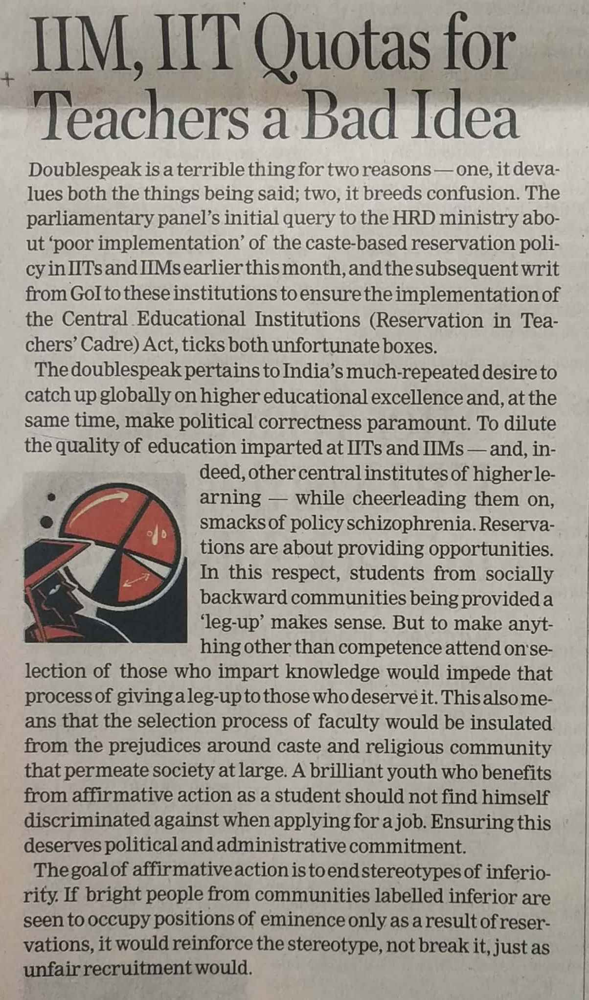 IIM, IIT Quotas for
Teachers a Bad Idea
Doublespeak is a terrible thing for two reasons — one, it deva-
lues both the things being said; two, it breeds confusion. The
parliamentary panel's initial query to the HRD ministry abo-
ut 'poor implementation' of the caste-based reservation poli-
cy in IITs and IIMs earlier this month, and the subsequent writ
from GoI to these institutions to ensure the implementation of
the Central Educational Institutions (Reservation in Tea-
chers' Cadre) Act, ticks both unfortunate boxes.
The doublespeak pertains to India's much-repeated desire to
catch up globally on higher educational excellence and, at the
same time, make political correctness paramount. To dilute
the quality of education imparted at IITs and IIMs — and, in-
deed, other central institutes of higher le-
arning — while cheerleading them on,
smacks of policy schizophrenia. Reserva-
tions are about providing opportunities.
In this respect, students from socially
backward communities being provided a
'leg-up' makes sense. But to make anyt-
hing other than competence attend on se-
lection of those who impart knowledge would impede that
process of giving a leg-up to those who deserve it. This also me-
ans that the selection process of faculty would be insulated
from the prejudices around caste and religious community
that permeate society at large. A brilliant youth who benefits
from affirmative action as a student should not find himself
discriminated against when applying for a job. Ensuring this
deserves political and administrative commitment.
The goal of affirmative action is to end stereotypes of inferio-
rity. If bright people from communities labelled inferior are
seen to occupy positions of eminence only as a result of reser-
vations, it would reinforce the stereotype, not break it, just as
unfair recruitment would.